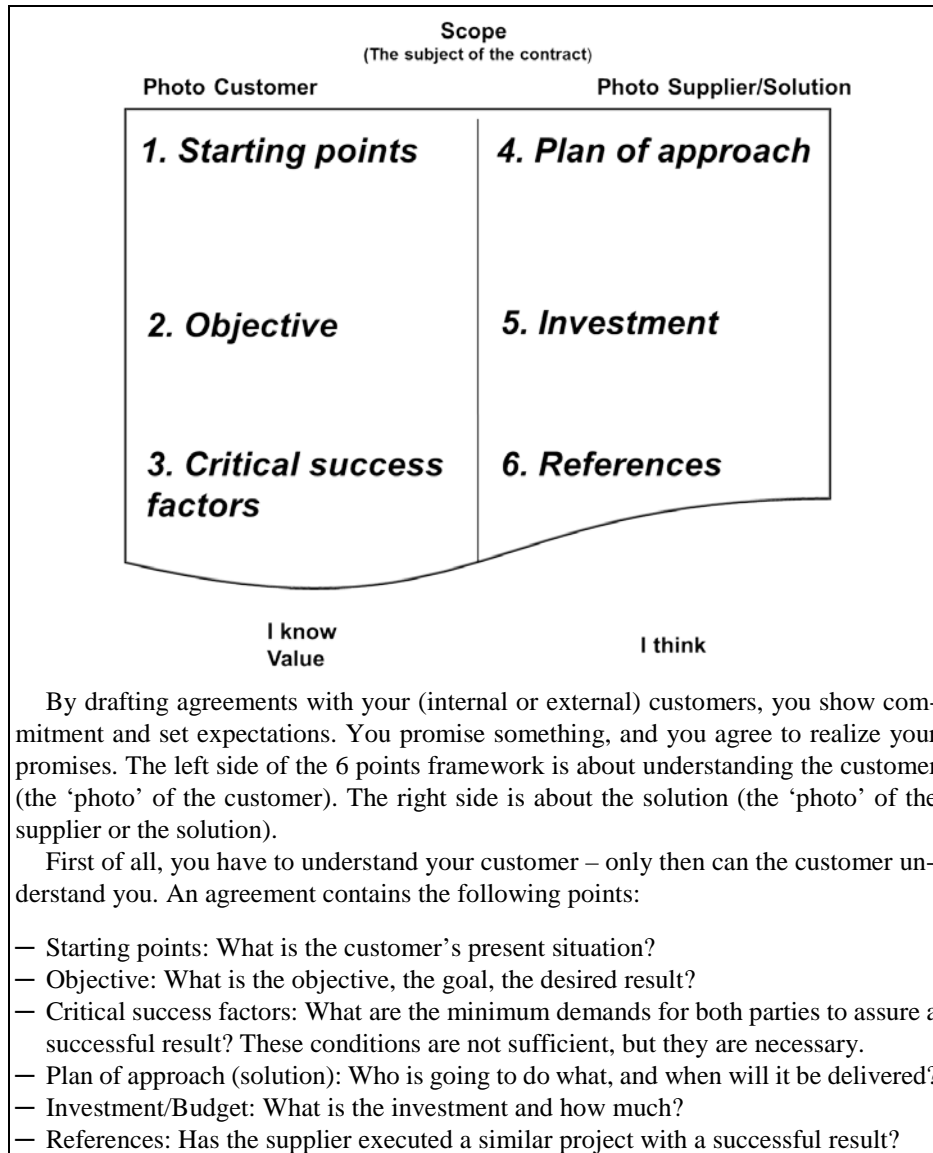 Scope
(The subject of the contract)
Photo Customer
Photo Supplier/Solution
1. Starting points
4. Plan of approach
2. Objective
5. Investment
3. Critical success
factors
6. References
I know
Value
I think
By drafting agreements with your (internal or external) customers, you show com-
mitment and set expectations. You promise something, and you agree to realize your
promises. The left side of the 6 points framework is about understanding the customer
(the ‘photo’ of the customer). The right side is about the solution (the ‘photo’ of the
supplier or the solution).
First of all, you have to understand your customer – only then can the customer un-
derstand you. An agreement contains the following points:
— Starting points: What is the customer’s present situation?
— Objective: What is the objective, the goal, the desired result?
— Critical success factors: What are the minimum demands for both parties to assure a
successful result? These conditions are not sufficient, but they are necessary.
— Plan of approach (solution): Who is going to do what, and when will it be delivered?
— Investment/Budget: What is the investment and how much?
— References: Has the supplier executed a similar project with a successful result?